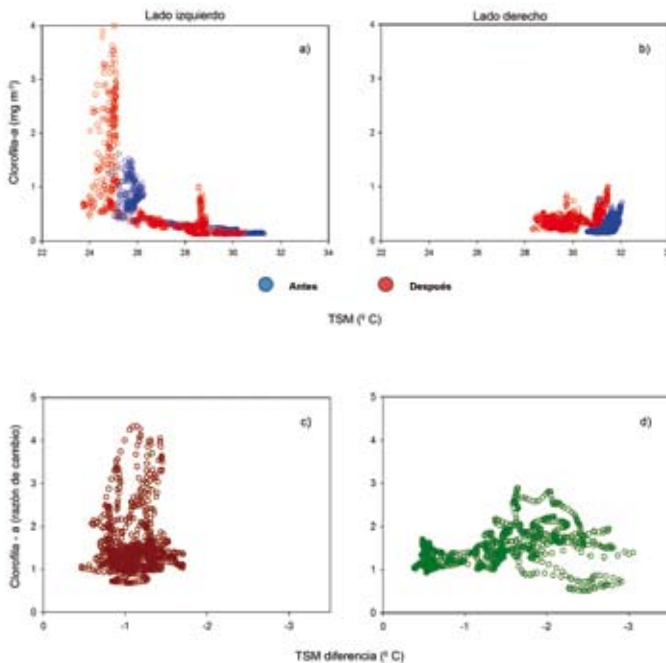 Lado izquierdo
Lado derecho
a)
b)
Clorofila-a (mg m-3)
4
3
2
1
0
4
3
2
1
0
22 24 26 28 30 32 34
22 24 26 28 30 32 34
Antes Después
TSM (º C)
c)
d)
Clorofila - a (razón de cambio)
5
4
3
2
1
0
5
4
3
2
1
0
0 -1 -2 -3
0 -1 -2 -3
TSM diferencia (º C)